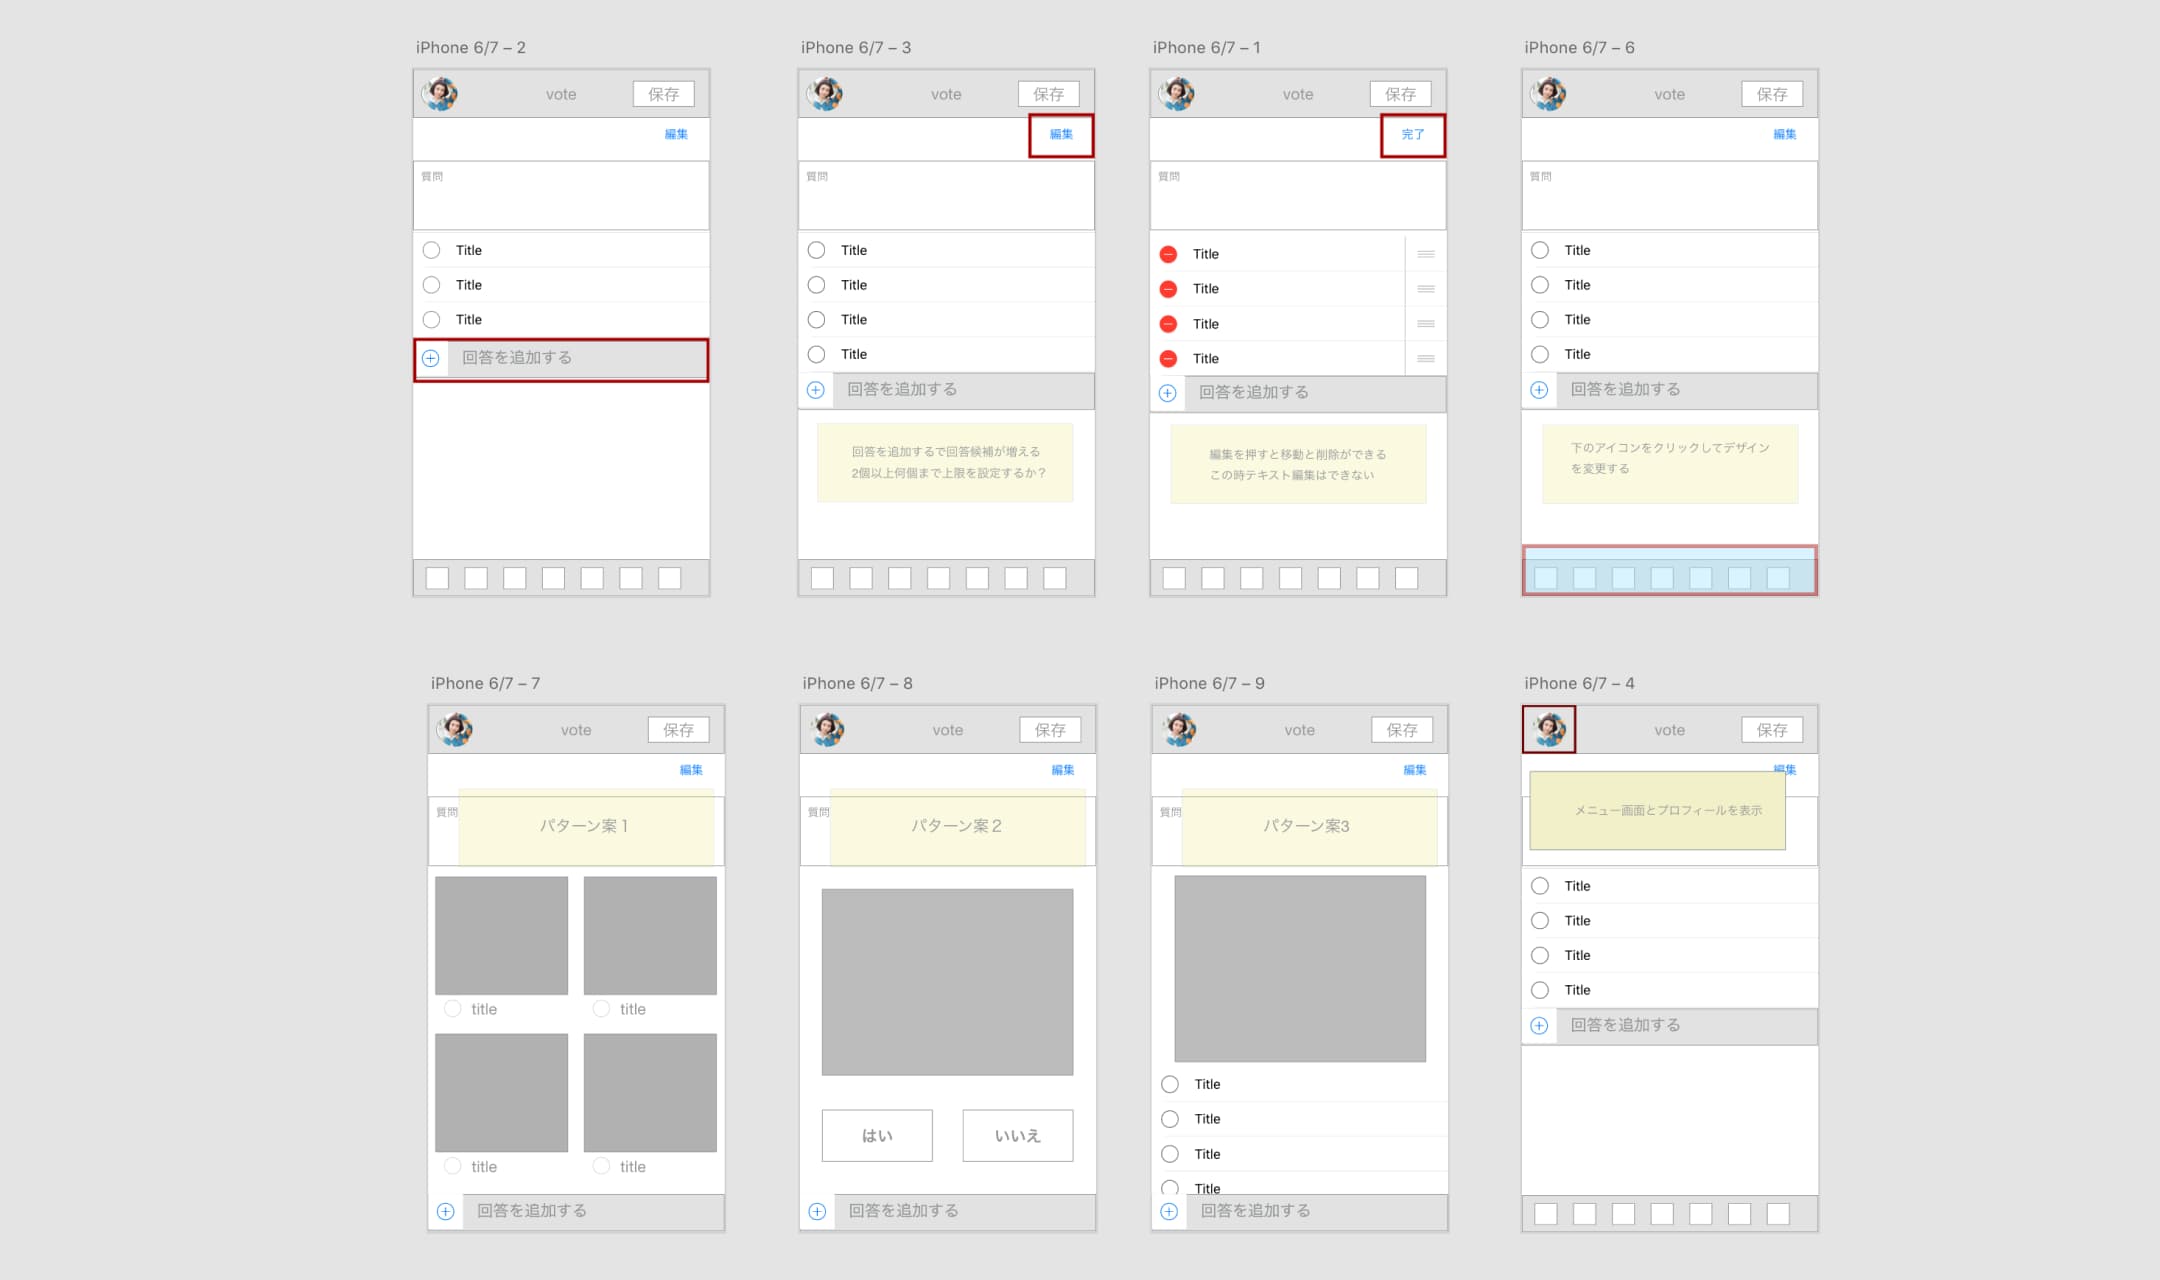 iPhone 6/7 – 2
vote
保存
編集
質問
Title
Title
Title
回答を追加する
iPhone 6/7 – 3
vote
保存
編集
質問
Title
Title
Title
Title
回答を追加する
回答を追加するで回答候補が増える
2個以上何個まで上限を設定するか？
iPhone 6/7 – 1
vote
保存
完了
質問
Title
Title
Title
Title
回答を追加する
編集を押すと移動と削除ができる
この時テキスト編集はできない
iPhone 6/7 – 6
vote
保存
編集
質問
Title
Title
Title
Title
回答を追加する
下のアイコンをクリックしてデザイン
を変更する
iPhone 6/7 – 7
vote
保存
編集
質問
パターン案１
title
title
title
title
回答を追加する
iPhone 6/7 – 8
vote
保存
編集
質問
パターン案２
はい
いいえ
回答を追加する
iPhone 6/7 – 9
vote
保存
編集
質問
パターン案3
Title
Title
Title
Title
回答を追加する
iPhone 6/7 – 4
vote
保存
編集
メニュー画面とプロフィールを表示
Title
Title
Title
Title
回答を追加する